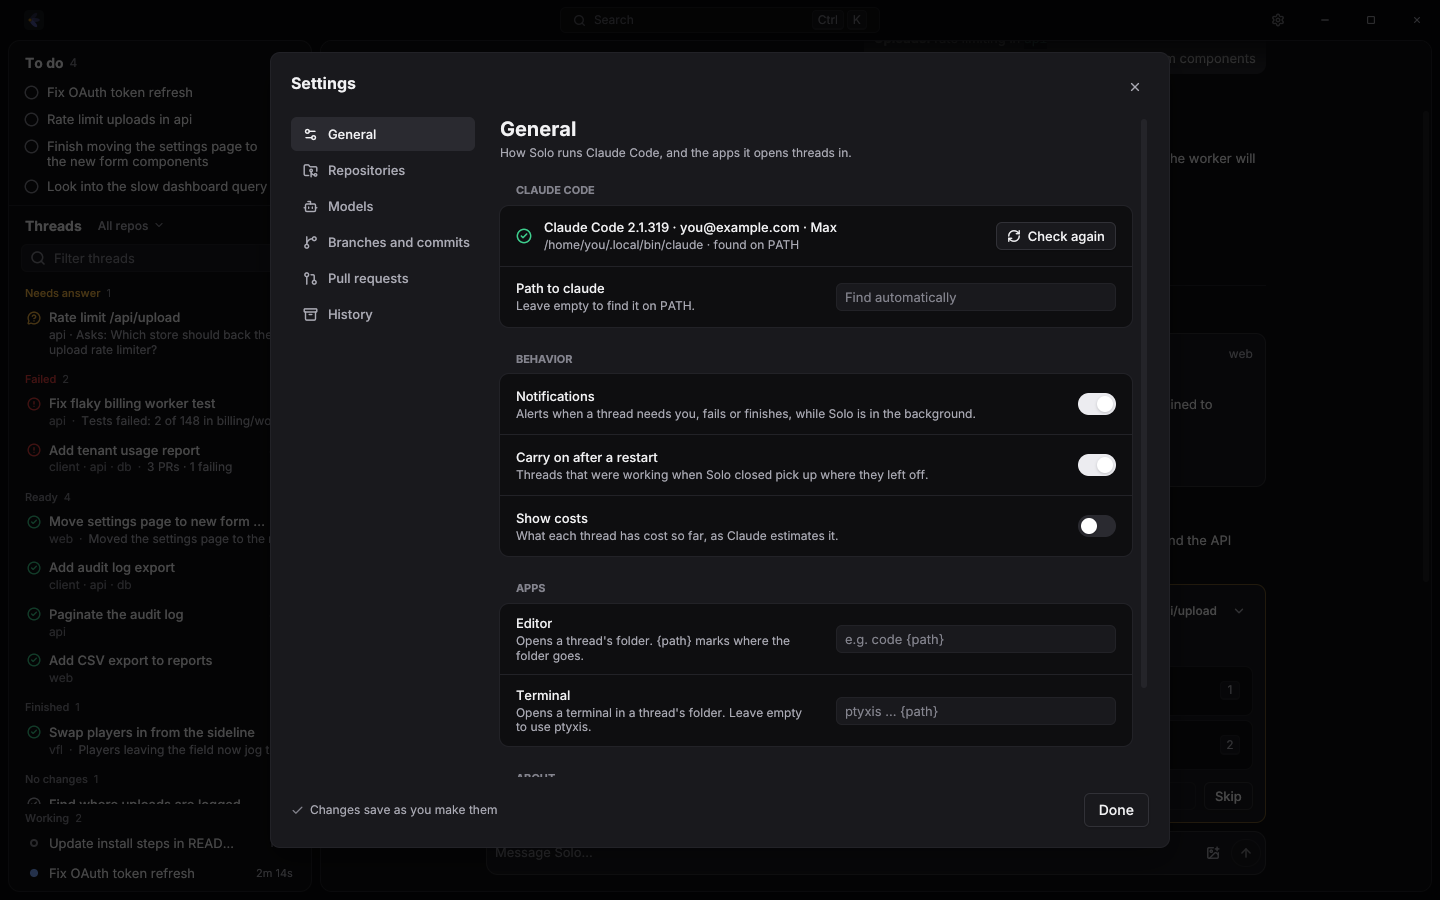 Search
Ctrl K
To do 4
Fix OAuth token refresh
Rate limit uploads in api
Finish moving the settings page to
the new form components
Look into the slow dashboard query
Threads All repos
Filter threads
Needs answer 1
Rate limit /api/upload
api · Asks: Which store should back the
upload rate limiter?
Failed 2
Fix flaky billing worker test
api · Tests failed: 2 of 148 in billing/wo
Add tenant usage report
client · api · db · 3 PRs · 1 failing
Ready 4
Move settings page to new form ...
web · Moved the settings page to the
Add audit log export
client · api · db
Paginate the audit log
api
Add CSV export to reports
web
Finished 1
Swap players in from the sideline
vfl · Players leaving the field now jog t
No changes 1
Find where uploads are logged
Working 2
Update install steps in READ...
Fix OAuth token refresh 2m 14s
Settings
General
Repositories
Models
Branches and commits
Pull requests
History
General
How Solo runs Claude Code, and the apps it opens threads in.
CLAUDE CODE
Claude Code 2.1.319 · you@example.com · Max
/home/you/.local/bin/claude · found on PATH
Check again
Path to claude
Leave empty to find it on PATH.
Find automatically
BEHAVIOR
Notifications
Alerts when a thread needs you, fails or finishes, while Solo is in the background.
Carry on after a restart
Threads that were working when Solo closed pick up where they left off.
Show costs
What each thread has cost so far, as Claude estimates it.
APPS
Editor
Opens a thread's folder. {path} marks where the
folder goes.
e.g. code {path}
Terminal
Opens a terminal in a thread's folder. Leave empty
to use ptyxis.
ptyxis ... {path}
ABOUT
Changes save as you make them
Done
m components
he worker will
web
ined to
nd the API
i/upload
1
2
Skip
Message Solo...